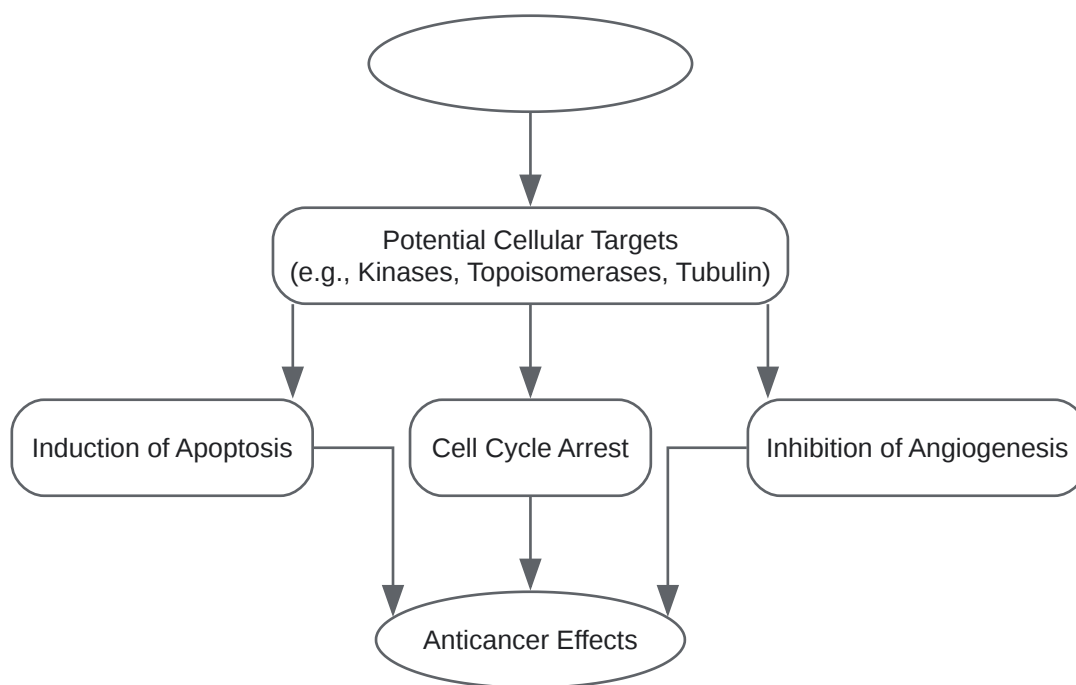 Potential Cellular Targets
(e.g., Kinases, Topoisomerases, Tubulin)
Induction of Apoptosis
Cell Cycle Arrest
Inhibition of Angiogenesis
Anticancer Effects